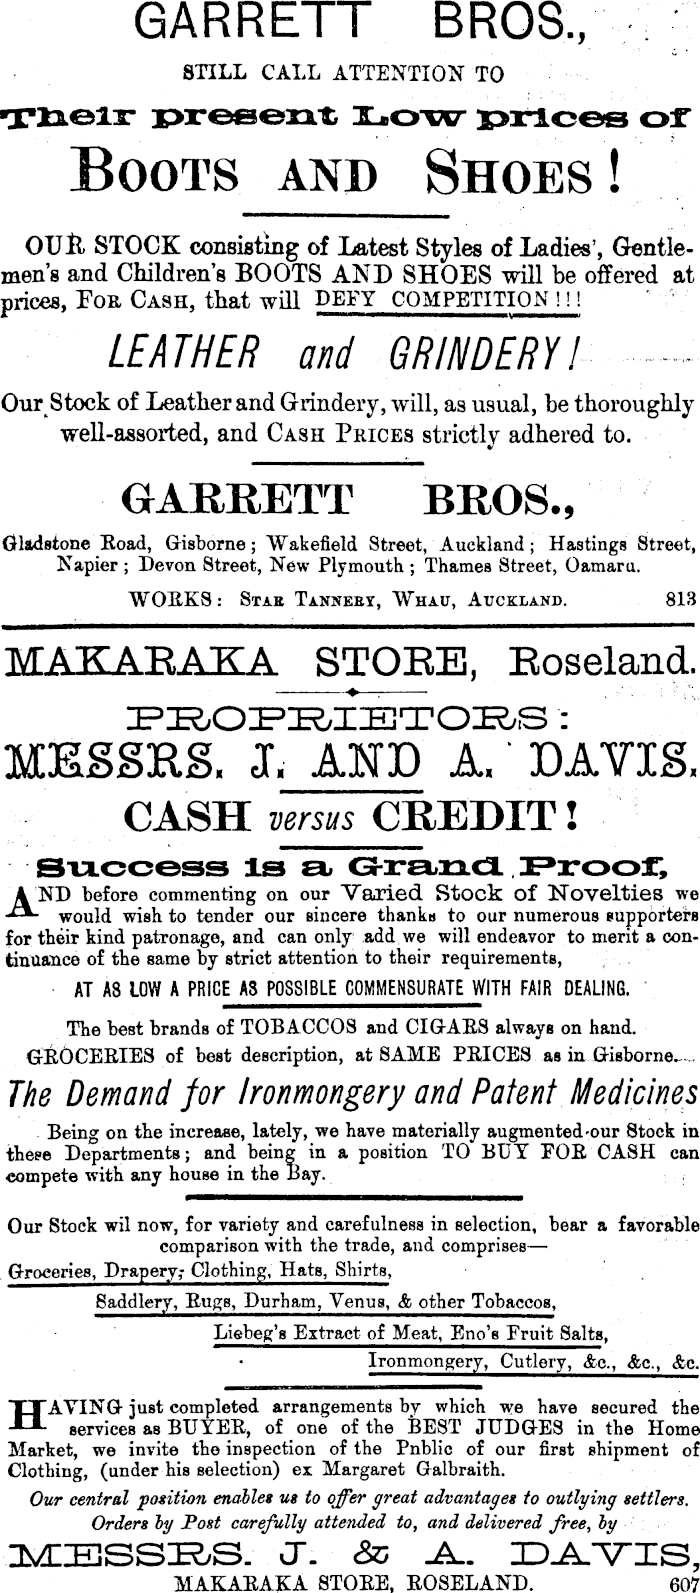 GARRETT BROS.,
STILL CALL ATTENTION TO
Their present Low prices of
BOOTS AND SHOES!
OUR STOCK consisting of Latest Styles of Ladies', Gentle-
men's and Children's BOOTS AND SHOES will be offered at
prices, FOR CASH, that will DEFY COMPETITION!!!
LEATHER and GRINDERY!
Our Stock of Leather and Grindery, will, as usual, be thoroughly
well-assorted, and CASH PRICES strictly adhered to.
GARRETT BROS.,
Gladstone Road, Gisborne; Wakefield Street, Auckland; Hastings Street,
Napier; Devon Street, New Plymouth; Thames Street, Oamaru.
WORKS: STAR TANNERY, WHAU, AUCKLAND. 813
MAKARAKA STORE, Roseland.
PROPRIETORS:
MESSRS. J. AND A. DAVIS.
CASH versus CREDIT!
Success is a Grand Proof,
AND before commenting on our Varied Stock of Novelties we
would wish to tender our sincere thanks to our numerous supporters
for their kind patronage, and can only add we will endeavor to merit a con-
tinuance of the same by strict attention to their requirements,
AT AS LOW A PRICE AS POSSIBLE COMMENSURATE WITH FAIR DEALING.
The best brands of TOBACCOS and CIGARS always on hand.
GROCERIES of best description, at SAME PRICES as in Gisborne.
The Demand for Ironmongery and Patent Medicines
Being on the increase, lately, we have materially augmented our Stock in
these Departments; and being in a position TO BUY FOR CASH can
compete with any house in the Bay.
Our Stock wil now, for variety and carefulness in selection, bear a favorable
comparison with the trade, and comprises—
Groceries, Drapery, Clothing, Hats, Shirts,
Saddlery, Rugs, Durham, Venus, & other Tobaccos,
Liebeg's Extract of Meat, Eno's Fruit Salts,
Ironmongery, Cutlery, &c., &c., &c.
HAVING just completed arrangements by which we have secured the
services as BUYER, of one of the BEST JUDGES in the Home
Market, we invite the inspection of the Pnblic of our first shipment of
Clothing, (under his selection) ex Margaret Galbraith.
Our central position enables us to offer great advantages to outlying settlers.
Orders by Post carefully attended to, and delivered free, by
MESSRS. J. & A. DAVIS,
MAKARAKA STORE, ROSELAND. 607